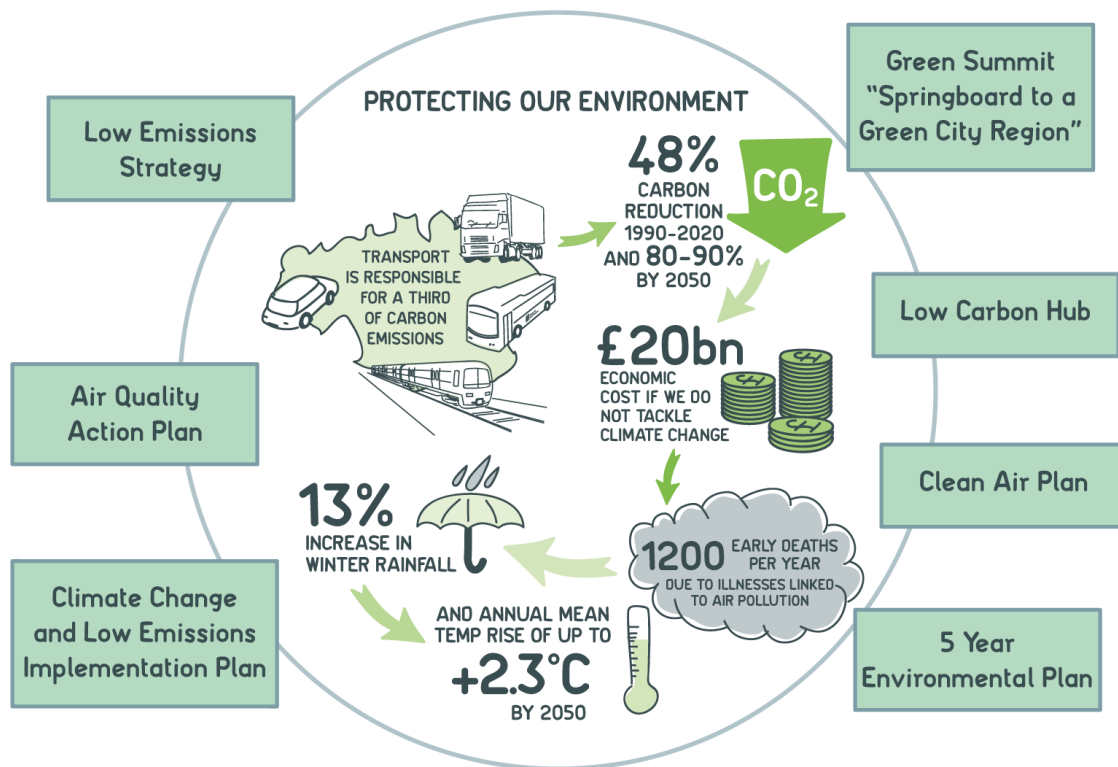 PROTECTING OUR ENVIRONMENT
Low Emissions
Strategy
Air Quality
Action Plan
Climate Change
and Low Emissions
Implementation Plan
TRANSPORT
IS RESPONSIBLE
FOR A THIRD
OF CARBON
EMISSIONS
48%
CARBON
REDUCTION
1990-2020
AND 80-90%
BY 2050
CO₂
£20bn
ECONOMIC
COST IF WE DO
NOT TACKLE
CLIMATE CHANGE
1200 EARLY DEATHS
PER YEAR
DUE TO ILLNESSES LINKED
TO AIR POLLUTION
13%
INCREASE IN
WINTER RAINFALL
AND ANNUAL MEAN
TEMP RISE OF UP TO
+2.3°C
BY 2050
Green Summit
"Springboard to a
Green City Region"
Low Carbon Hub
Clean Air Plan
5 Year
Environmental Plan